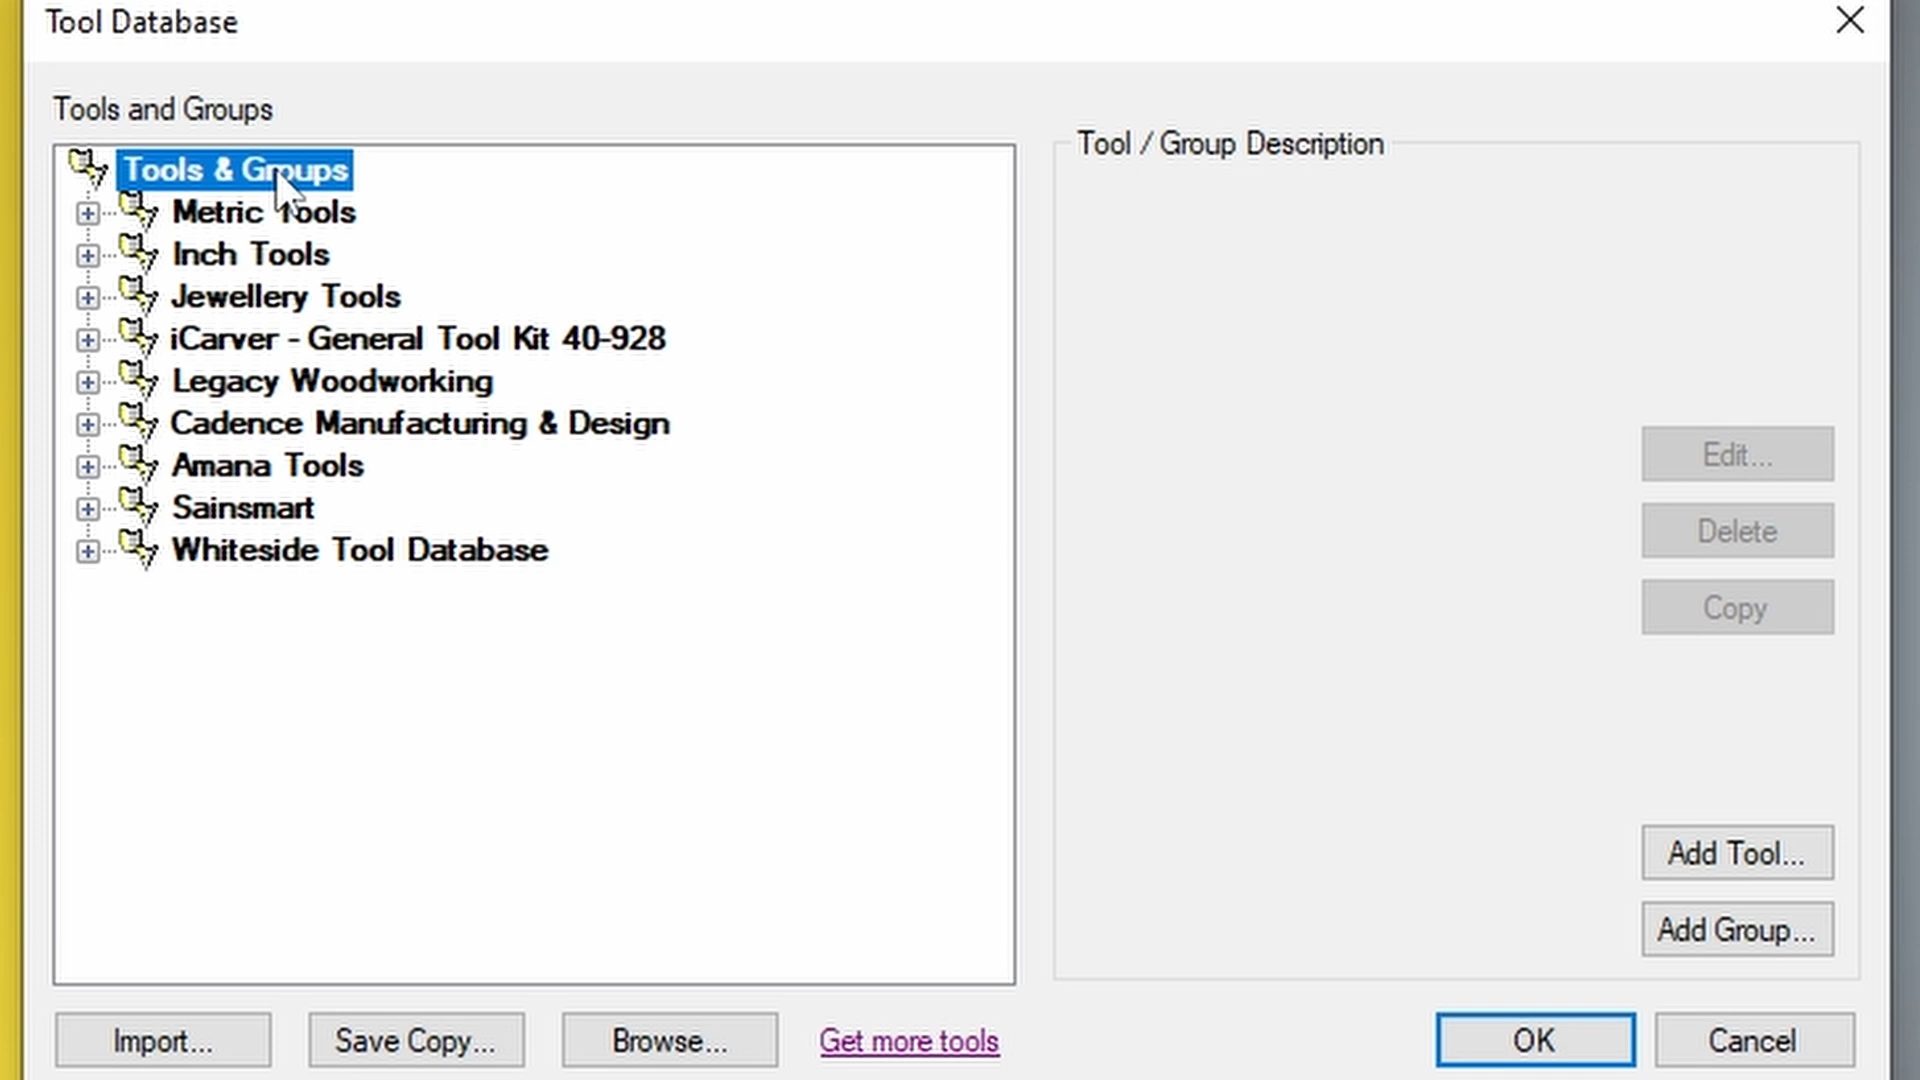 Tool Database
Tools and Groups
Tools & Groups
Metric Tools
Inch Tools
Jewellery Tools
iCarver - General Tool Kit 40-928
Legacy Woodworking
Cadence Manufacturing & Design
Amana Tools
Sainsmart
Whiteside Tool Database
Tool / Group Description
Edit...
Delete
Copy
Add Tool...
Add Group...
Import...
Save Copy...
Browse...
Get more tools
OK
Cancel